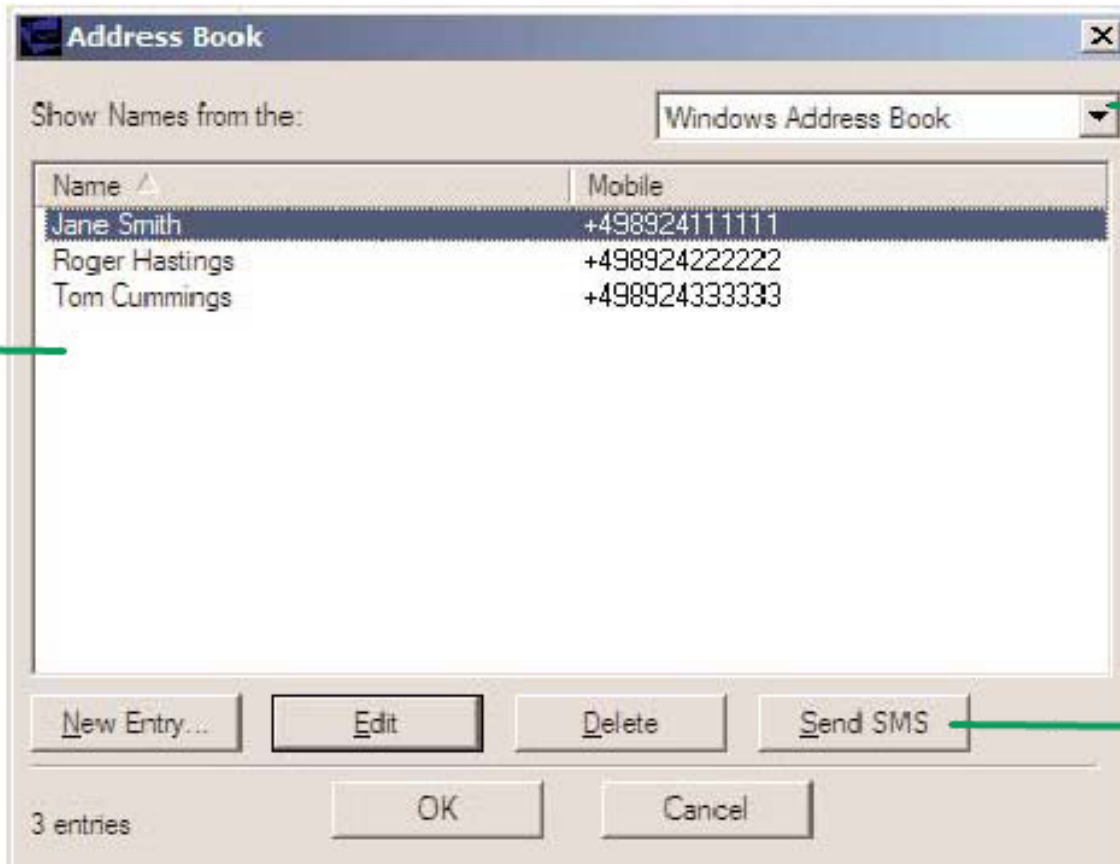 Address Book
Show Names from the: Windows Address Book
Name Mobile
Jane Smith +498924111111
Roger Hastings +498924222222
Tom Cummings +498924333333
New Entry... Edit Delete Send SMS
3 entries OK Cancel